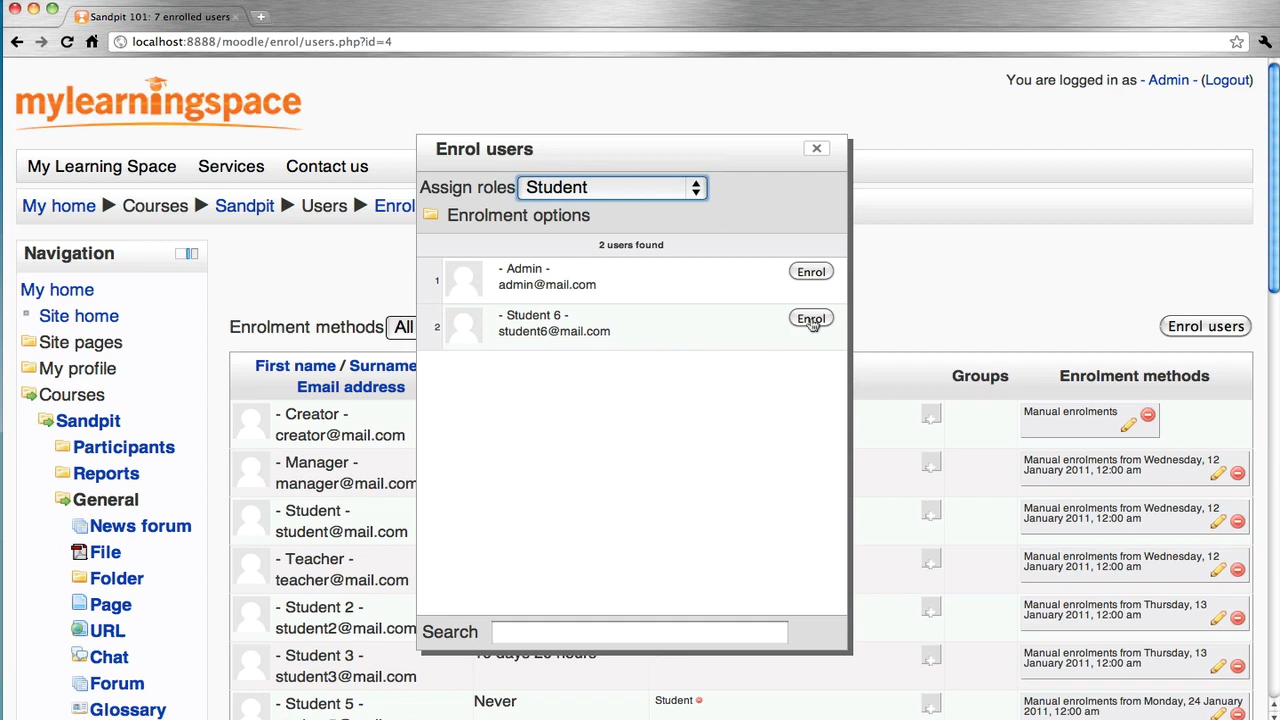 Sandpit 101: 7 enrolled users
localhost:8888/moodle/enrol/users.php?id=4
mylearningspace
You are logged in as - Admin - (Logout)
My Learning Space Services Contact us
My home ► Courses ► Sandpit ► Users ► Enrol
Enrol users
Assign roles Student
Enrolment options
2 users found
1
- Admin -
admin@mail.com
Enrol
2
- Student 6 -
student6@mail.com
Enrol
Search
Navigation
My home
Site home
Site pages
My profile
Courses
Sandpit
Participants
Reports
General
News forum
File
Folder
Page
URL
Chat
Forum
Glossary
Enrolment methods All
Enrol users
First name / Surname
Email address
Groups
Enrolment methods
- Creator -
creator@mail.com
Manual enrolments
- Manager -
manager@mail.com
Manual enrolments from Wednesday, 12
January 2011, 12:00 am
- Student -
student@mail.com
Manual enrolments from Wednesday, 12
January 2011, 12:00 am
- Teacher -
teacher@mail.com
Manual enrolments from Wednesday, 12
January 2011, 12:00 am
- Student 2 -
student2@mail.com
Manual enrolments from Thursday, 13
January 2011, 12:00 am
- Student 3 -
student3@mail.com
Manual enrolments from Thursday, 13
January 2011, 12:00 am
- Student 5 -
Never
Student
Manual enrolments from Monday, 24 January
2011, 12:00 am